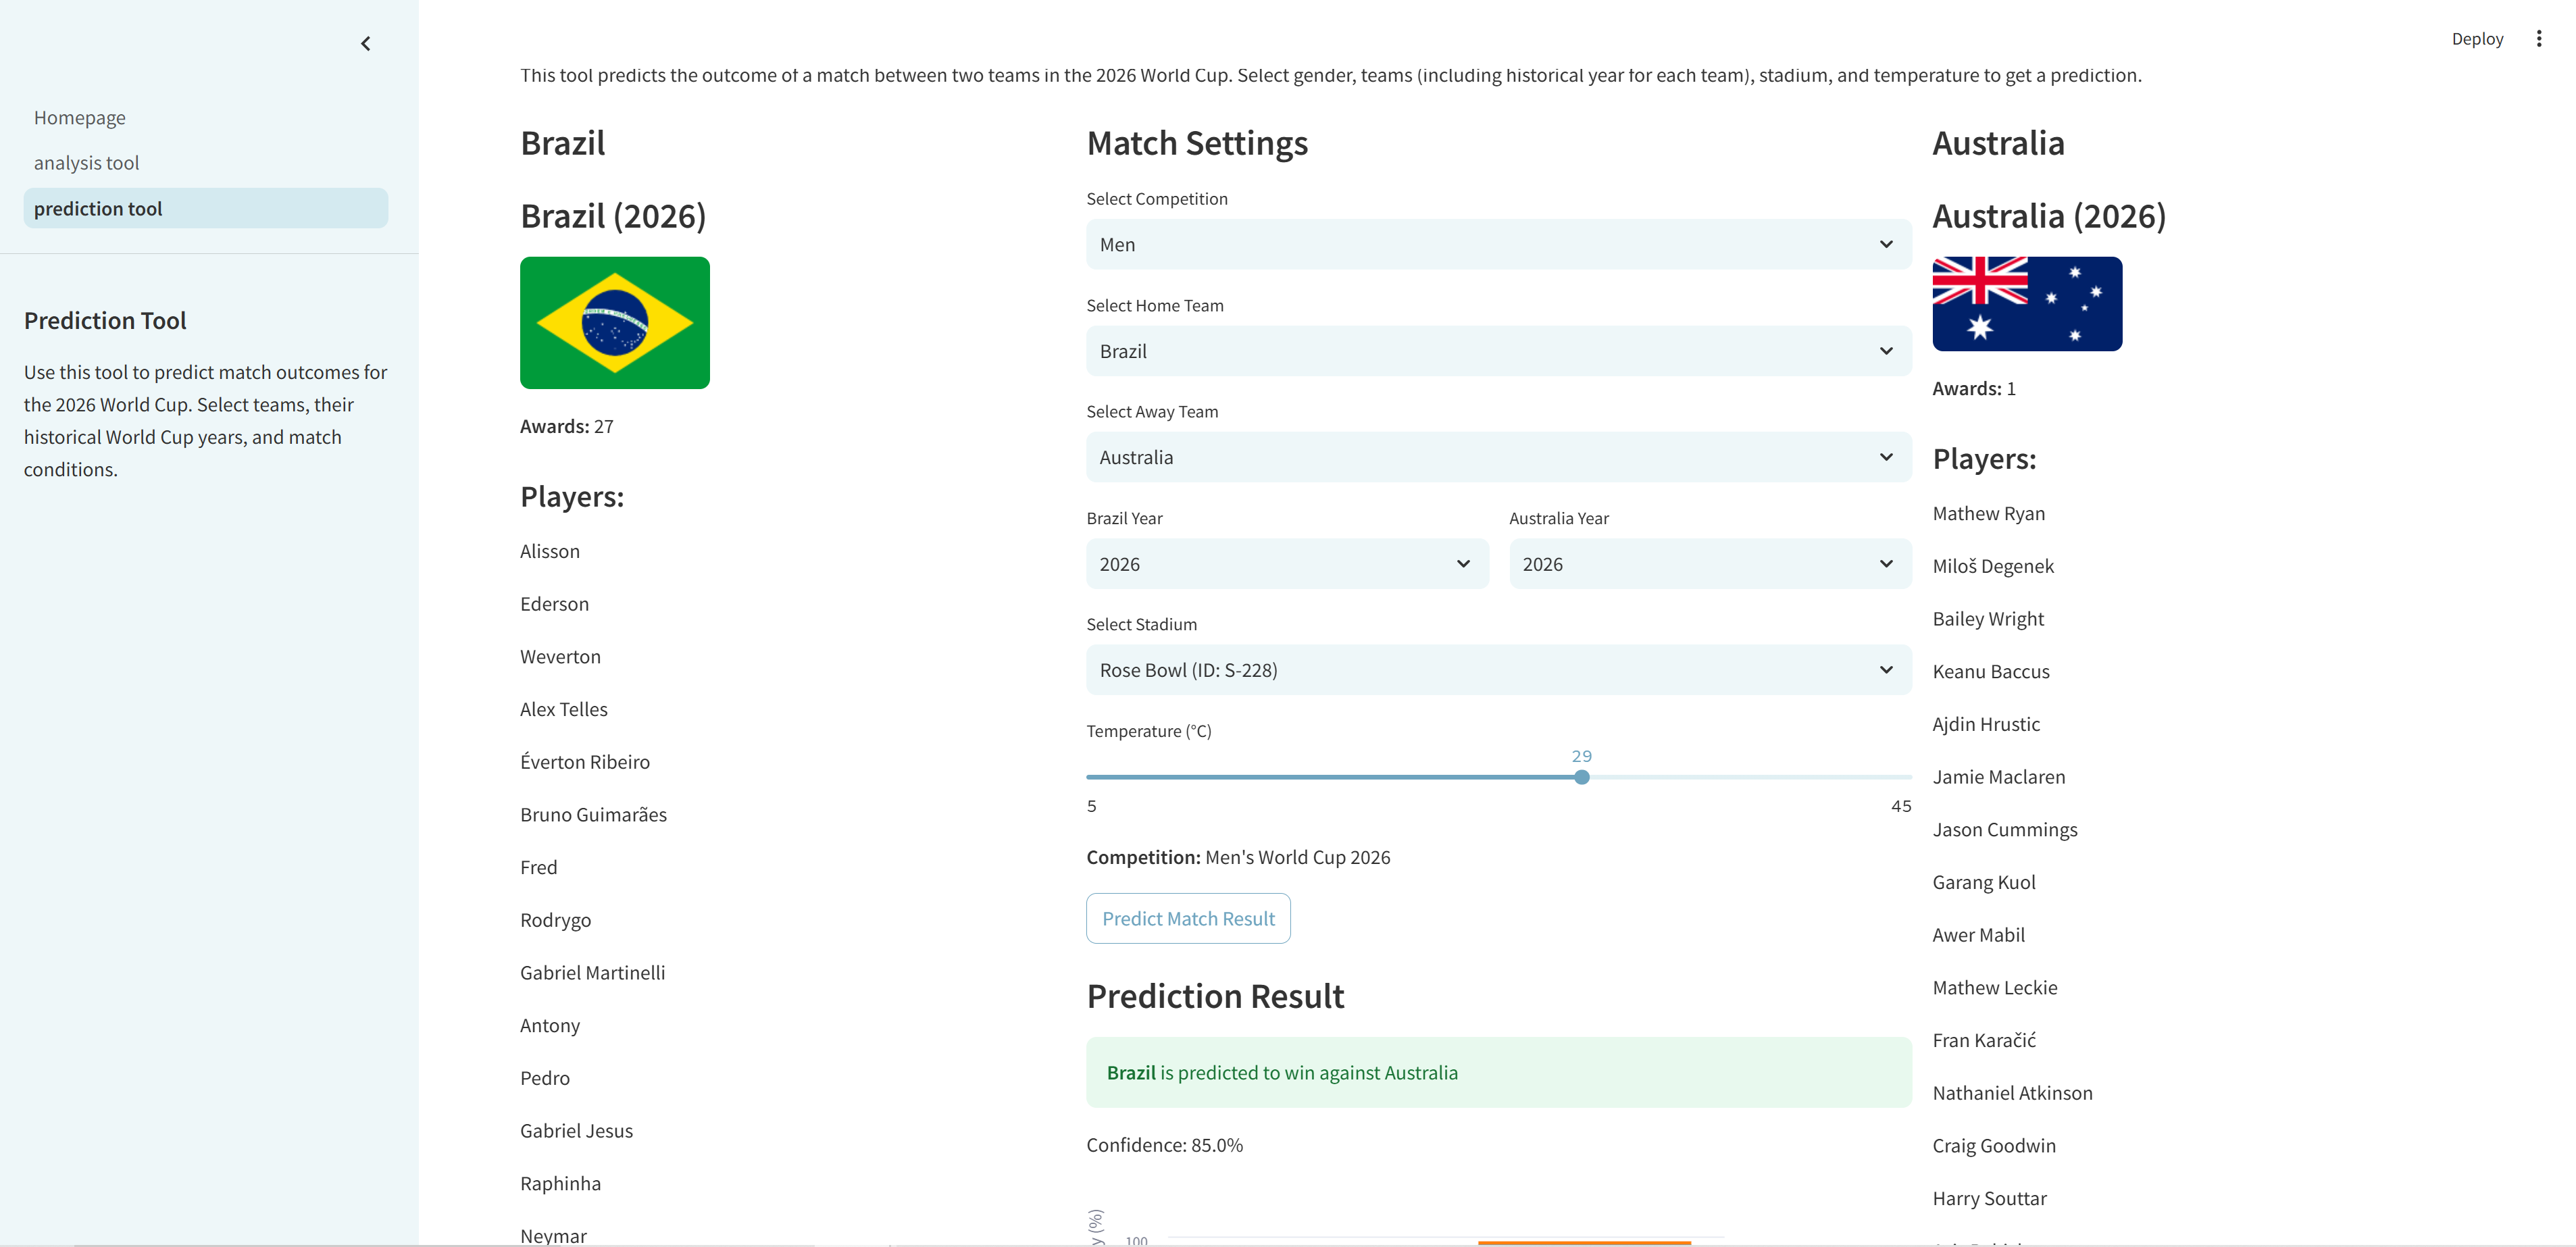 Deploy
Homepage
analysis tool
prediction tool
Prediction Tool
Use this tool to predict match outcomes for
the 2026 World Cup. Select teams, their
historical World Cup years, and match
conditions.
This tool predicts the outcome of a match between two teams in the 2026 World Cup. Select gender, teams (including historical year for each team), stadium, and temperature to get a prediction.
Brazil
Brazil (2026)
Awards: 27
Players:
Alisson
Ederson
Weverton
Alex Telles
Éverton Ribeiro
Bruno Guimarães
Fred
Rodrygo
Gabriel Martinelli
Antony
Pedro
Gabriel Jesus
Raphinha
Neymar
Match Settings
Select Competition
Men
Select Home Team
Brazil
Select Away Team
Australia
Brazil Year
Australia Year
2026
2026
Select Stadium
Rose Bowl (ID: S-228)
Temperature (°C)
29
5
45
Competition: Men's World Cup 2026
Predict Match Result
Prediction Result
Brazil is predicted to win against Australia
Confidence: 85.0%
y (%)
100
Australia
Australia (2026)
Awards: 1
Players:
Mathew Ryan
Miloš Degenek
Bailey Wright
Keanu Baccus
Ajdin Hrustic
Jamie Maclaren
Jason Cummings
Garang Kuol
Awer Mabil
Mathew Leckie
Fran Karačić
Nathaniel Atkinson
Craig Goodwin
Harry Souttar